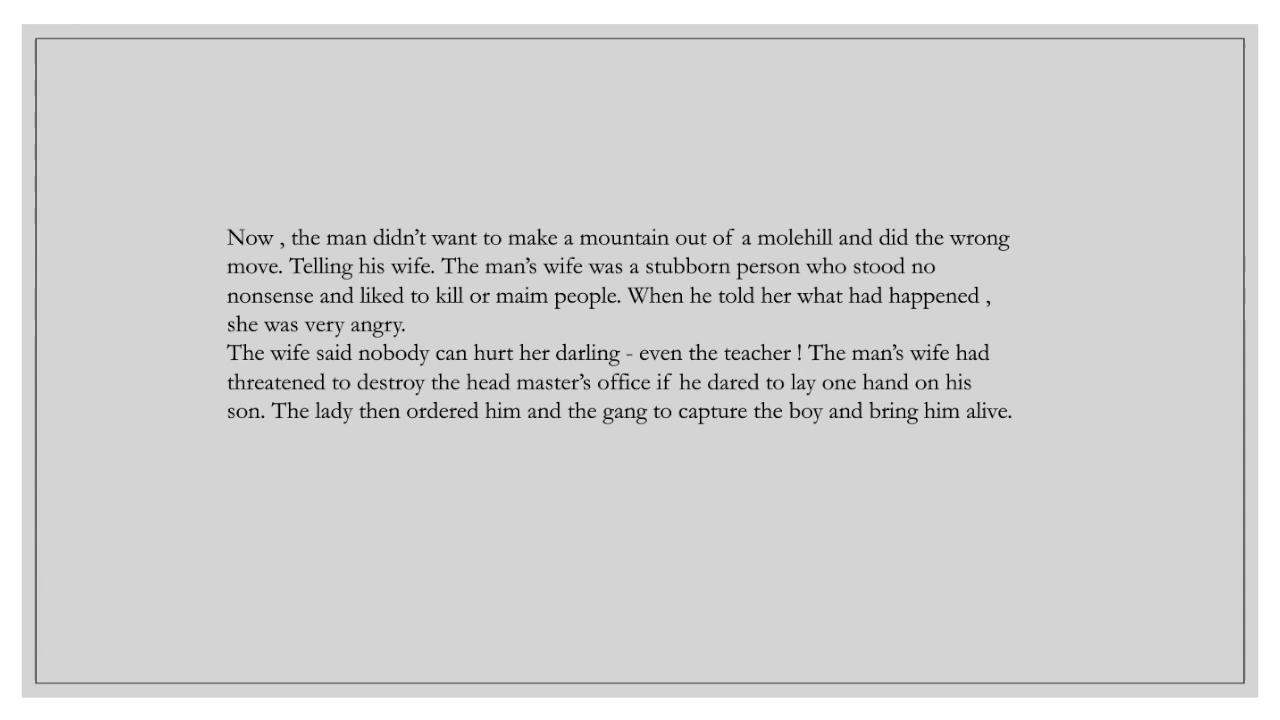 Now , the man didn’t want to make a mountain out of a molehill and did the wrong
move. Telling his wife. The man’s wife was a stubborn person who stood no
nonsense and liked to kill or maim people. When he told her what had happened ,
she was very angry.
The wife said nobody can hurt her darling - even the teacher ! The man’s wife had
threatened to destroy the head master’s office if he dared to lay one hand on his
son. The lady then ordered him and the gang to capture the boy and bring him alive.